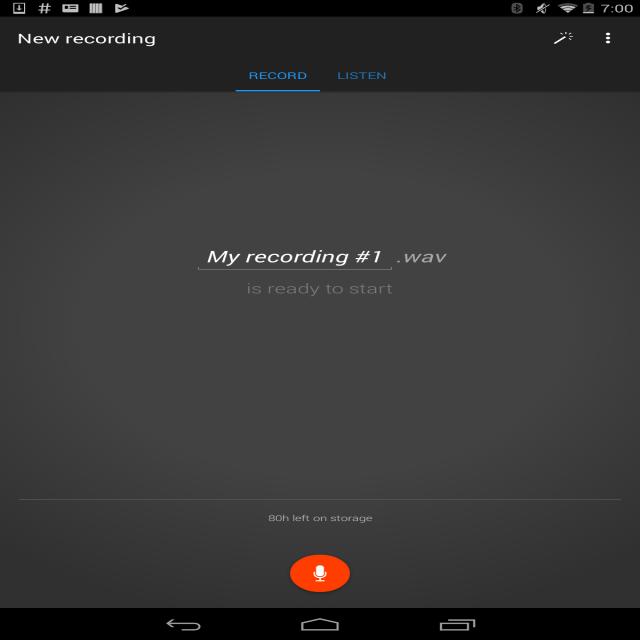 7:00
New recording
RECORD LISTEN
My recording #1 .wav
is ready to start
80h left on storage